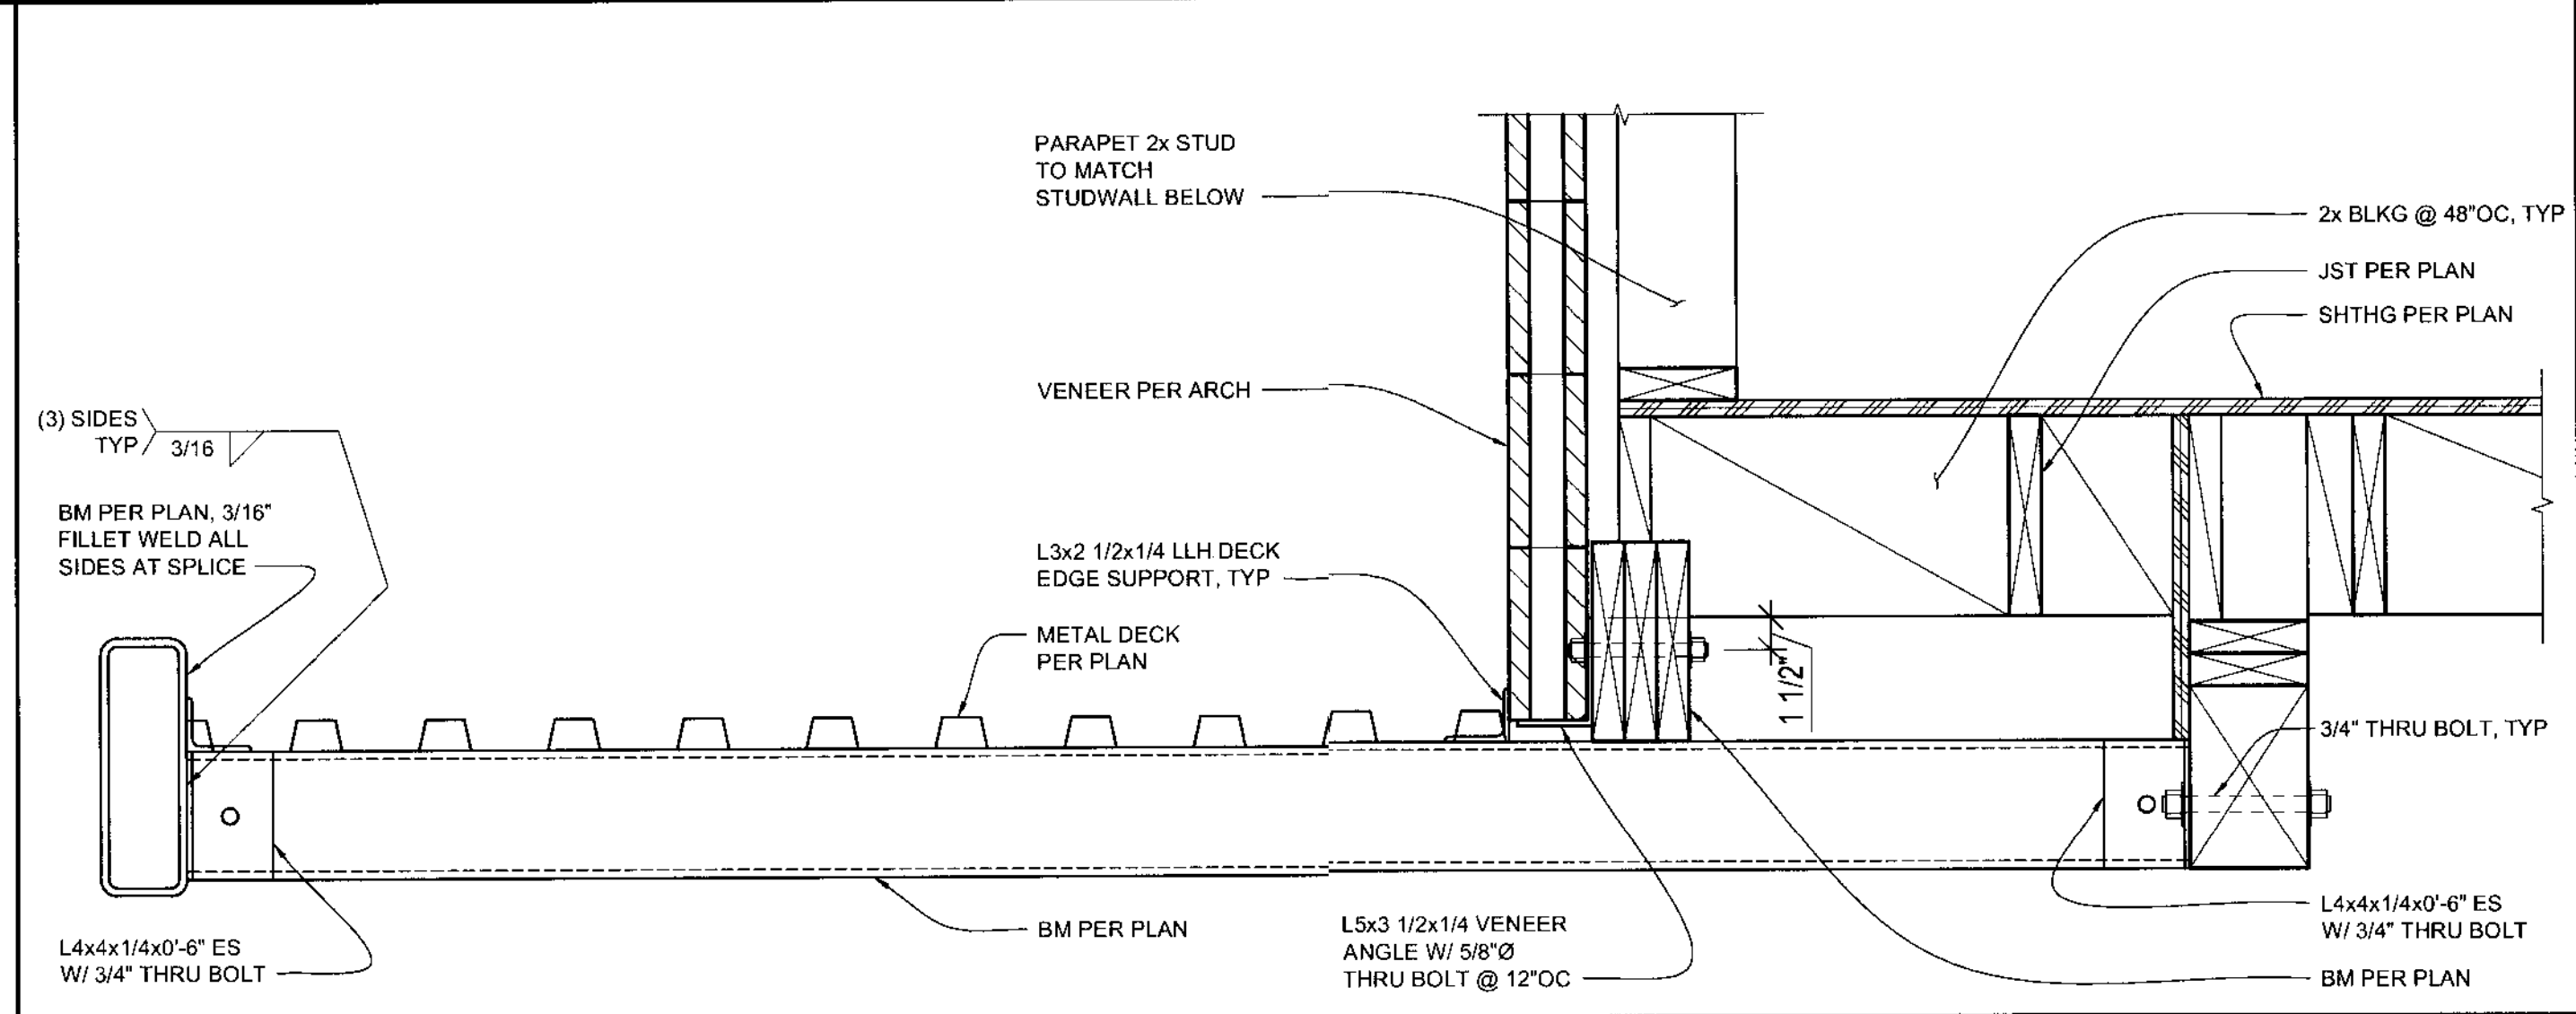 PARAPET 2x STUD
TO MATCH
STUDWALL BELOW
2x BLKG @ 48"OC, TYP
JST PER PLAN
SHTHG PER PLAN
VENEER PER ARCH
(3) SIDES
TYP
3/16
BM PER PLAN, 3/16"
FILLET WELD ALL
SIDES AT SPLICE
L3x2 1/2x1/4 LLH DECK
EDGE SUPPORT, TYP
METAL DECK
PER PLAN
1 1/2"
3/4" THRU BOLT, TYP
L4x4x1/4x0'-6" ES
W/ 3/4" THRU BOLT
BM PER PLAN
L5x3 1/2x1/4 VENEER
ANGLE W/ 5/8"Ø
THRU BOLT @ 12"OC
L4x4x1/4x0'-6" ES
W/ 3/4" THRU BOLT
BM PER PLAN